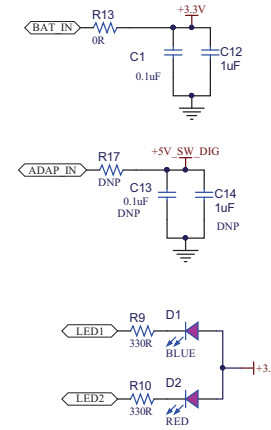 R13
+3.3V
BAT_IN
0R
C1
C12
0.1uF
1uF
R17
+5V_SW_DIG
ADAP_IN
DNP
C13
C14
0.1uF
1uF
DNP
DNP
R9
D1
LED1
330R
BLUE
+3.
R10
D2
LED2
330R
RED